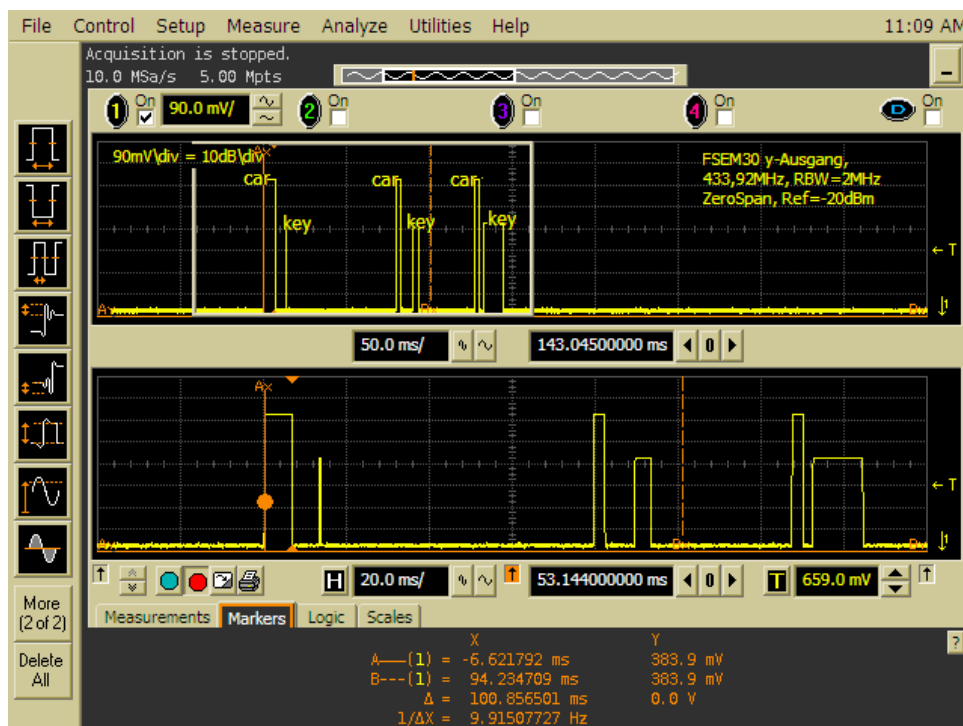 File Control Setup Measure Analyze Utilities Help 11:09 AM
Acquisition is stopped.
10.0 MSa/s 5.00 Mpts
1 On 90.0 mV/ 2 On 3 On 4 On D On
90mV\div = 10dB\div
Ax
FSEM30 y-Ausgang,
433,92MHz, RBW=2MHz
ZeroSpan, Ref=-20dBm
car car car
key key key
T
50.0 ms/ 143.04500000 ms 0
Ax
T
H 20.0 ms/ 53.144000000 ms 0 T 659.0 mV
More
(2 of 2)
Delete
All
Measurements Markers Logic Scales
X Y
A—(1) = -6.621792 ms 383.9 mV
B---(1) = 94.234709 ms 383.9 mV
Δ = 100.856501 ms 0.0 V
1/ΔX = 9.91507727 Hz
?